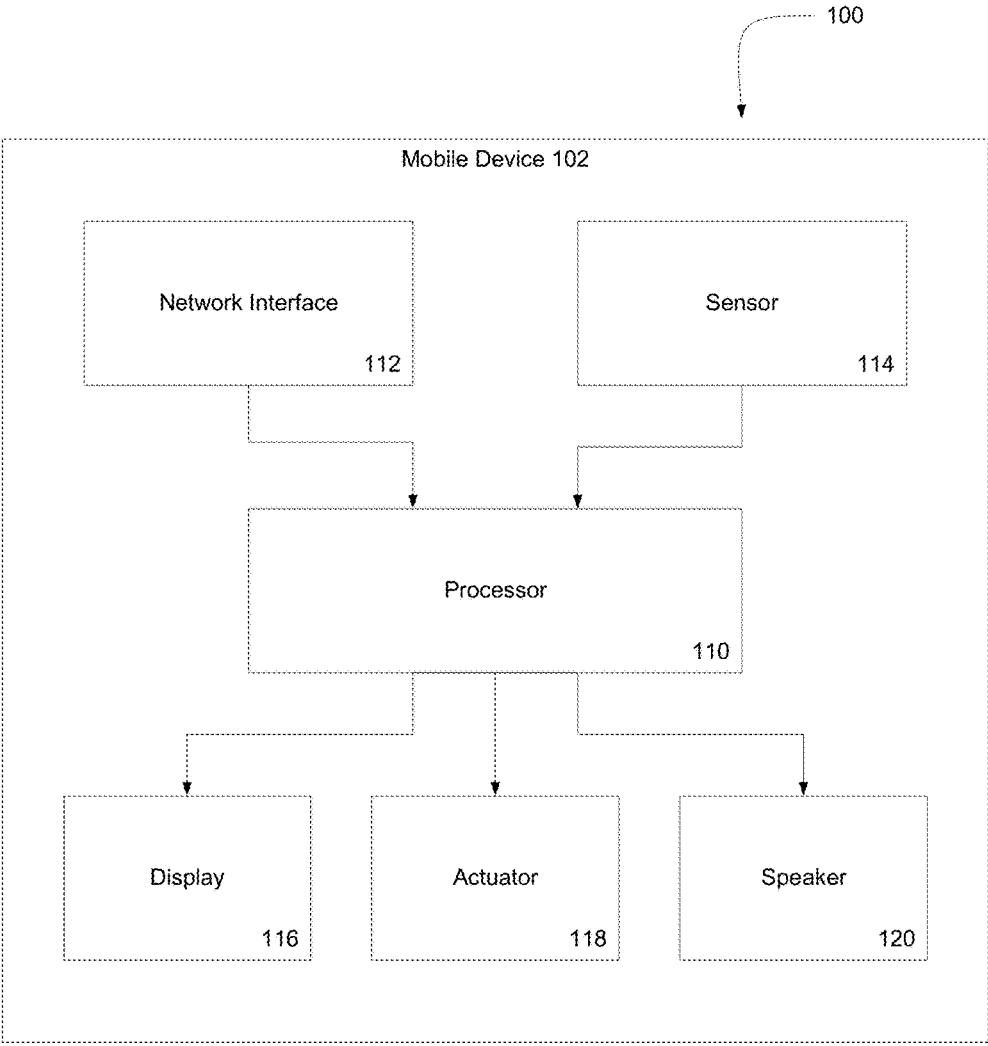 100
Mobile Device 102
Network Interface
112
Sensor
114
Processor
110
Display
116
Actuator
118
Speaker
120